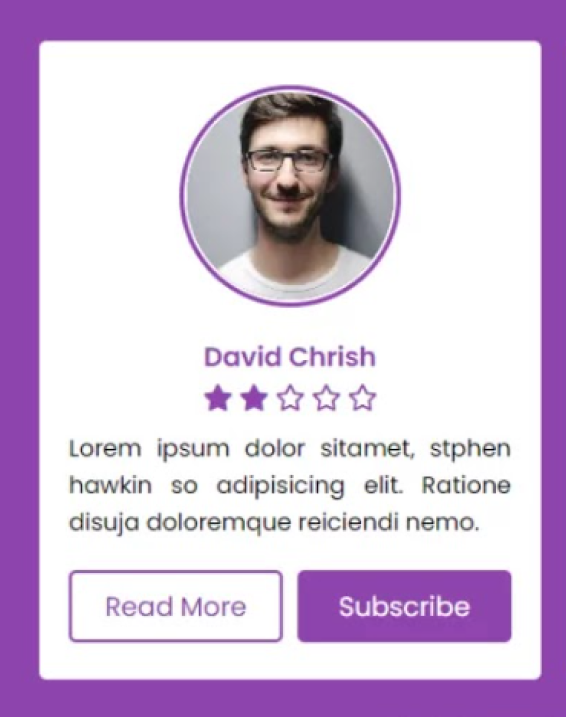 David Chrish
Lorem ipsum dolor sitamet, stphen
hawkin so adipisicing elit. Ratione
disuja doloremque reiciendi nemo.
Read More
Subscribe